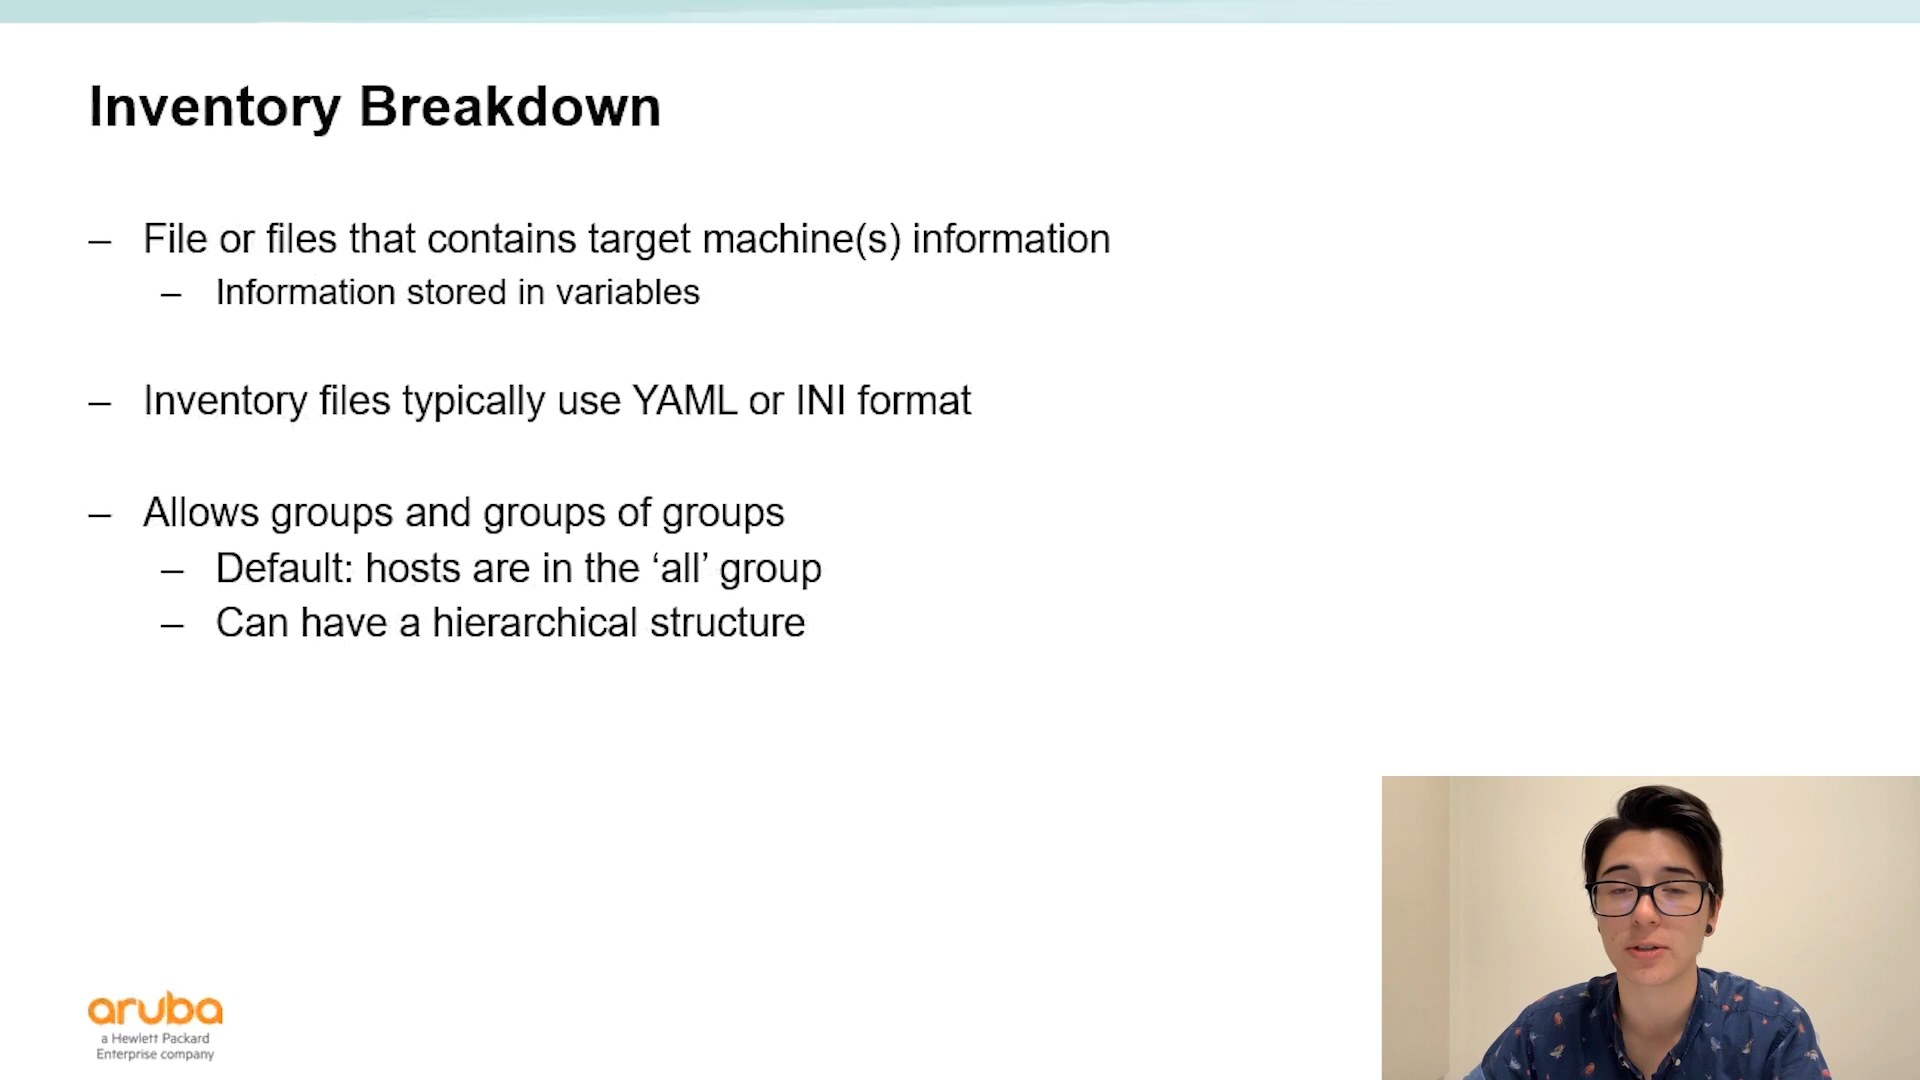 Inventory Breakdown
– File or files that contains target machine(s) information
– Information stored in variables
– Inventory files typically use YAML or INI format
– Allows groups and groups of groups
– Default: hosts are in the ‘all’ group
– Can have a hierarchical structure
aruba
a Hewlett Packard
Enterprise company